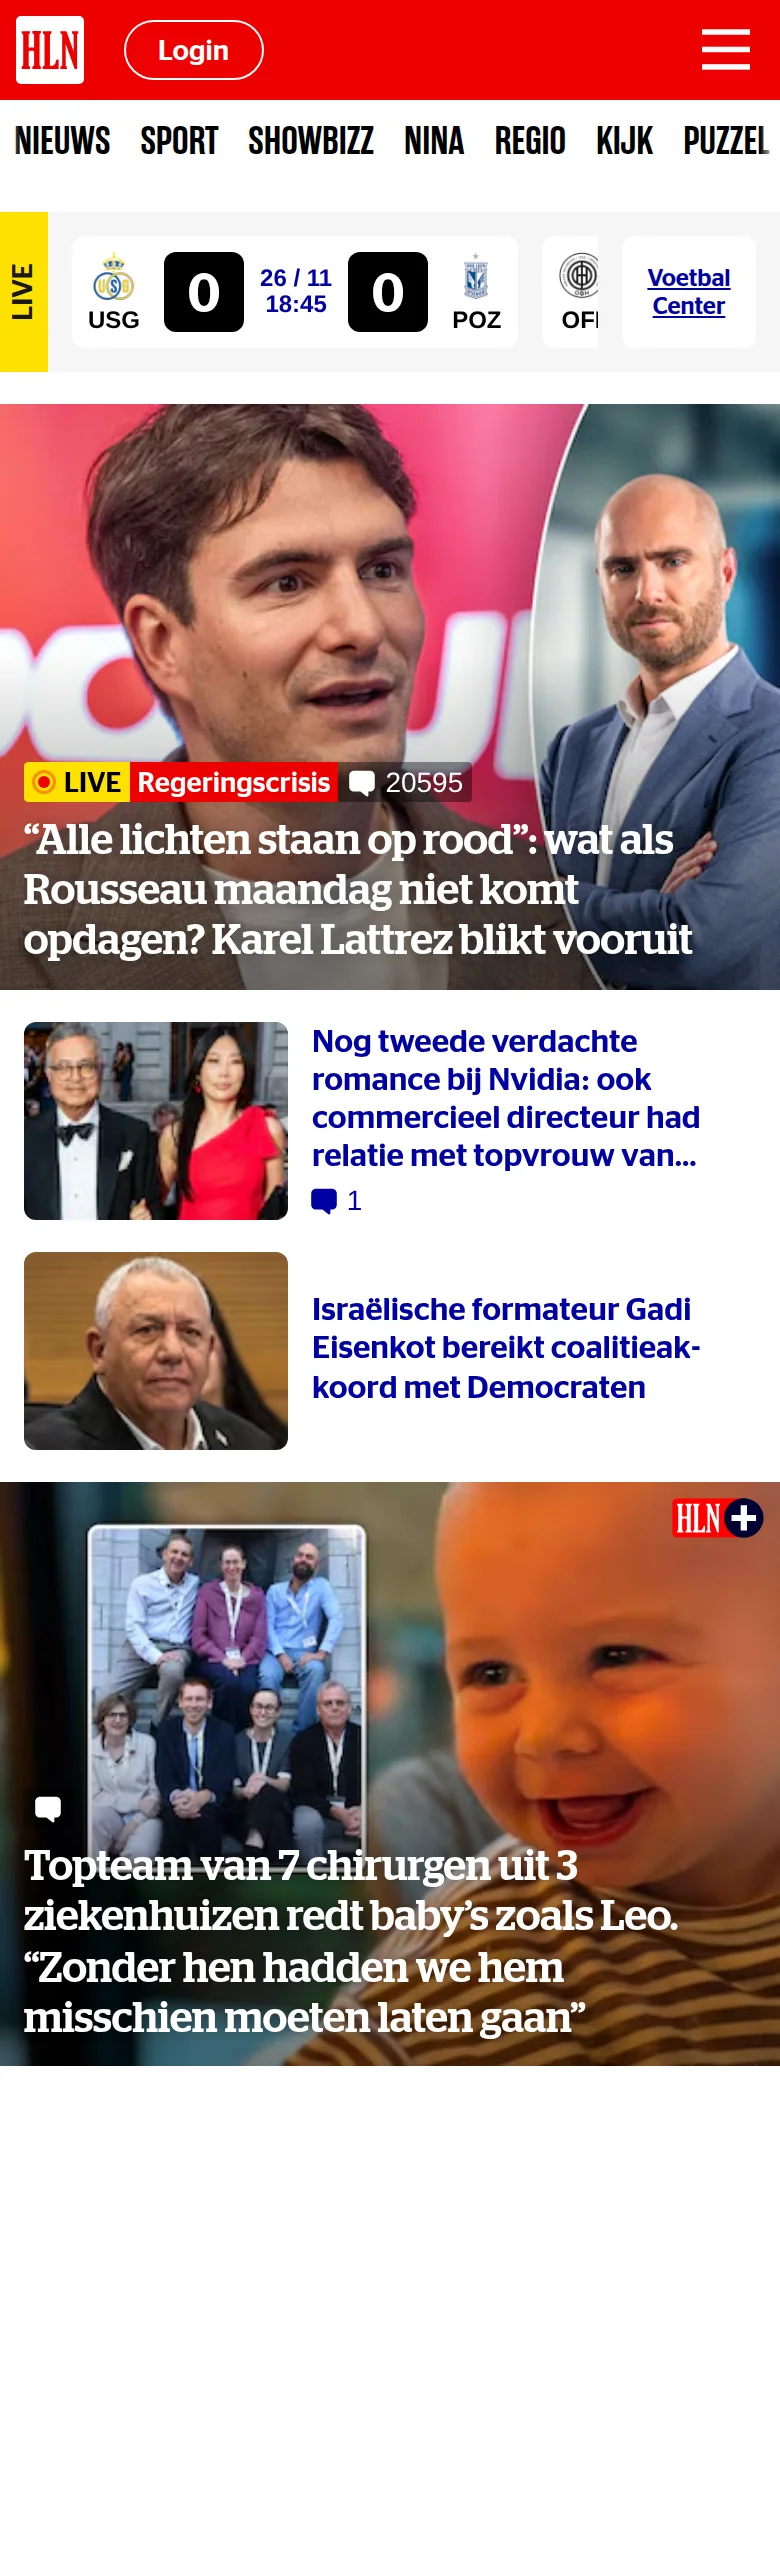 HLN
Login
NIEUWS SPORT SHOWBIZZ NINA REGIO KIJK PUZZEL
LIVE
USG
0
26 / 11
18:45
0
POZ
OFI
Voetbal
Center
LIVE Regeringscrisis 20595
“Alle lichten staan op rood”: wat als
Rousseau maandag niet komt
opdagen? Karel Lattrez blikt vooruit
Nog tweede verdachte
romance bij Nvidia: ook
commercieel directeur had
relatie met topvrouw van...
1
Israëlische formateur Gadi
Eisenkot bereikt coalitieak-
koord met Democraten
HLN+
Topteam van 7 chirurgen uit 3
ziekenhuizen redt baby’s zoals Leo.
“Zonder hen hadden we hem
misschien moeten laten gaan”